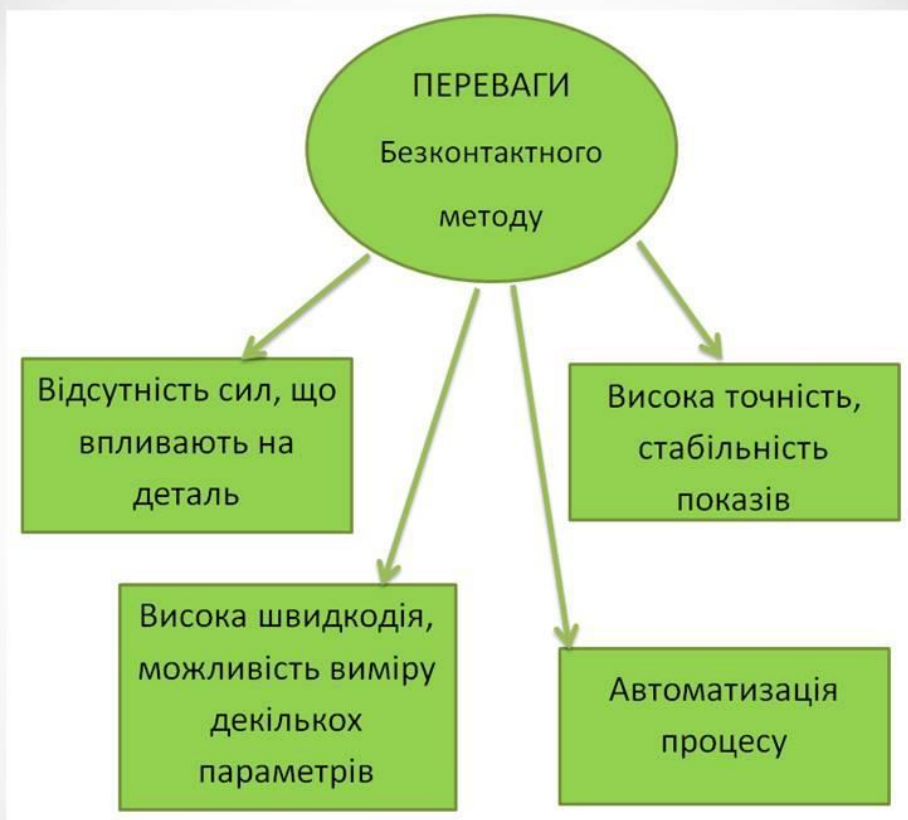 ПЕРЕВАГИ
Безконтактного
методу
Відсутність сил, що
впливають на
деталь
Висока точність,
стабільність
показів
Висока швидкодія,
можливість виміру
декількох
параметрів
Автоматизація
процесу